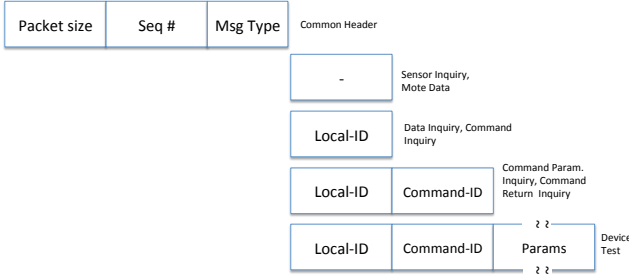 Packet size Seq # Msg Type Common Header
-
Sensor Inquiry,
Mote Data
Local-ID
Data Inquiry, Command
Inquiry
Local-ID Command-ID
Command Param.
Inquiry, Command
Return Inquiry
Local-ID Command-ID Params
Device
Test